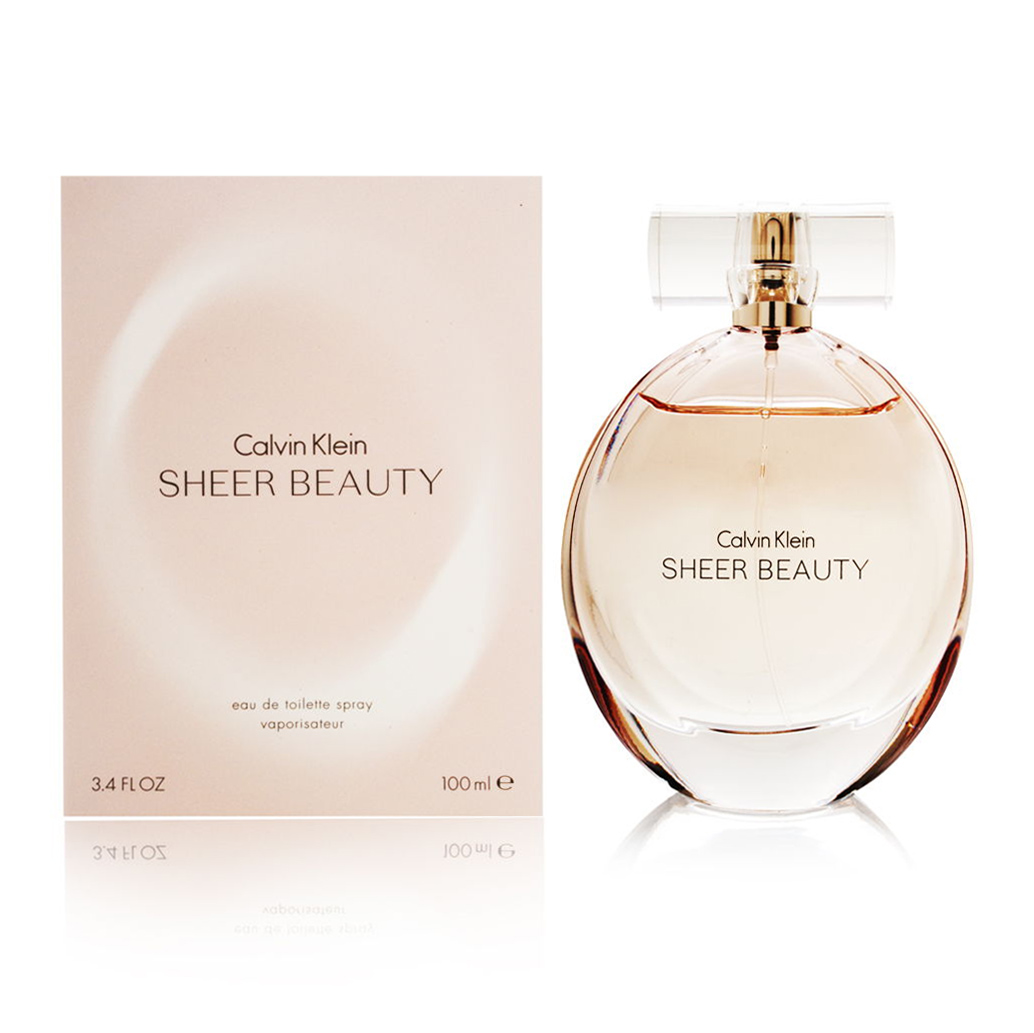 Calvin Klein
SHEER BEAUTY
eau de toilette spray
vaporisateur
3.4 FL OZ
100 ml ℮
Calvin Klein
SHEER BEAUTY